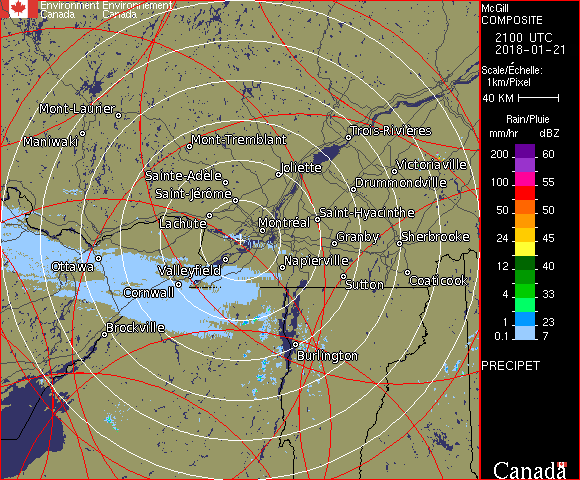 Environment Environnement
Canada Canada
McGill
COMPOSITE
2100 UTC
2018-01-21
Scale/Échelle:
1km/Pixel
40 KM
Rain/Pluie
mm/hr dBZ
200 60
150 57
100 55
50 50
24 45
12 40
4 33
1 23
0.1 7
PRECIPET
Mont-Laurier
Maniwaki
Mont-Tremblant
Trois-Rivières
Sainte-Adèle
Joliette
Victoriaville
Saint-Jérôme
Drummondville
Lachute
Montréal
Saint-Hyacinthe
Granby
Sherbrooke
Ottawa
Valleyfield
Napierville
Cornwall
Sutton
Coaticook
Brockville
Burlington
Canada